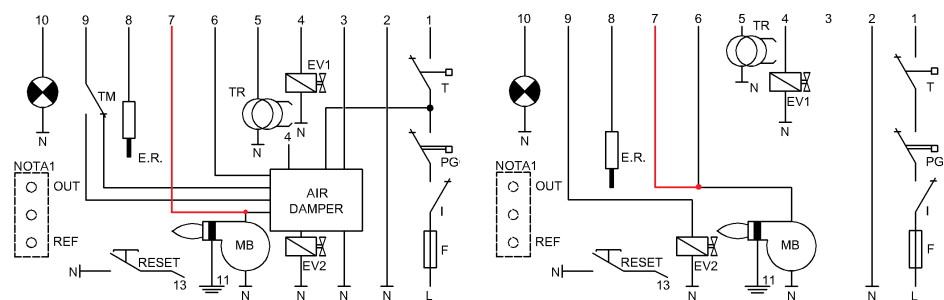 10 9 8 7 6 5 4 3 2 1
EV1
T
TM
TR
N
N
N
4
E.R.
PG
NOTA1
OUT
AIR
DAMPER
I
REF
MB
EV2
F
RESET
N
13
11
N
N
N
N
L
10 9 8 7 6 5 4 3 2 1
TR
N
EV1
T
N
N
E.R.
PG
NOTA1
OUT
I
REF
EV2
MB
F
RESET
N
13
N
11
N
N
L